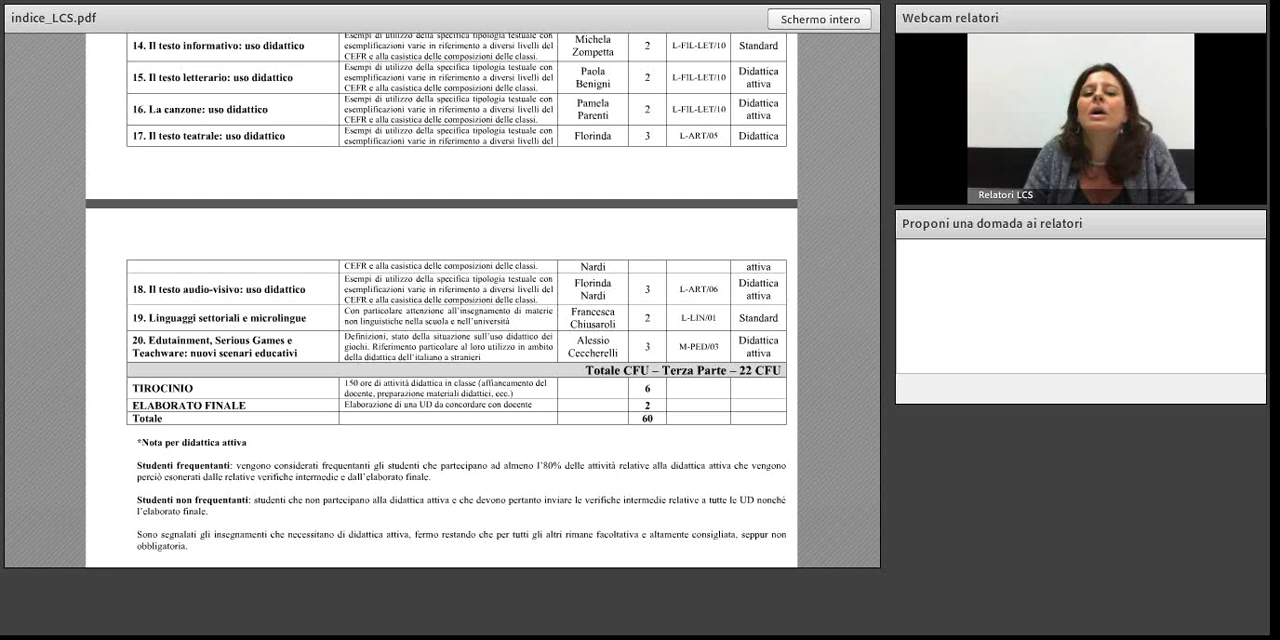 indice_LCS.pdf
Schermo intero
14. Il testo informativo: uso didattico
Esempi di utilizzo della specifica tipologia testuale con
esemplificazioni varie in riferimento a diversi livelli del
CEFR e alla casistica delle composizioni delle classi.
Michela
Zompetta
2
L-FIL-LET/10
Standard
15. Il testo letterario: uso didattico
Esempi di utilizzo della specifica tipologia testuale con
esemplificazioni varie in riferimento a diversi livelli del
CEFR e alla casistica delle composizioni delle classi.
Paola
Benigni
2
L-FIL-LET/10
Didattica
attiva
16. La canzone: uso didattico
Esempi di utilizzo della specifica tipologia testuale con
esemplificazioni varie in riferimento a diversi livelli del
CEFR e alla casistica delle composizioni delle classi.
Pamela
Parenti
2
L-FIL-LET/10
Didattica
attiva
17. Il testo teatrale: uso didattico
Esempi di utilizzo della specifica tipologia testuale con
esemplificazioni varie in riferimento a diversi livelli del
Florinda
3
L-ART/05
Didattica
CEFR e alla casistica delle composizioni delle classi.
Nardi
attiva
18. Il testo audio-visivo: uso didattico
Esempi di utilizzo della specifica tipologia testuale con
esemplificazioni varie in riferimento a diversi livelli del
CEFR e alla casistica delle composizioni delle classi.
Florinda
Nardi
3
L-ART/06
Didattica
attiva
19. Linguaggi settoriali e microlingue
Con particolare attenzione all'insegnamento di materie
non linguistiche nella scuola e nell'università
Francesca
Chiusaroli
2
L-LIN/01
Standard
20. Edutainment, Serious Games e
Teachware: nuovi scenari educativi
Definizioni, stato della situazione sull'uso didattico dei
giochi. Riferimento particolare al loro utilizzo in ambito
della didattica dell'italiano a stranieri
Alessio
Ceccherelli
3
M-PED/03
Didattica
attiva
Totale CFU – Terza Parte – 22 CFU
TIROCINIO
150 ore di attività didattica in classe (affiancamento del
docente, preparazione materiali didattici, ecc.)
6
ELABORATO FINALE
Elaborazione di una UD da concordare con docente
2
Totale
60
*Nota per didattica attiva
Studenti frequentanti: vengono considerati frequentanti gli studenti che partecipano ad almeno l'80% delle attività relative alla didattica attiva che vengono
perciò esonerati dalle relative verifiche intermedie e dall'elaborato finale.
Studenti non frequentanti: studenti che non partecipano alla didattica attiva e che devono pertanto inviare le verifiche intermedie relative a tutte le UD nonché
l'elaborato finale.
Sono segnalati gli insegnamenti che necessitano di didattica attiva, fermo restando che per tutti gli altri rimane facoltativa e altamente consigliata, seppur non
obbligatoria.
Webcam relatori
Relatori LCS
Proponi una domada ai relatori